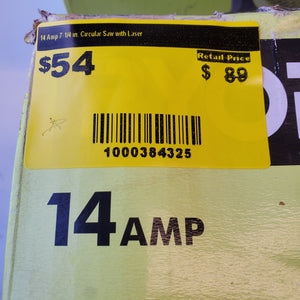 14 Amp 7 1/4 in. Circular Saw with Laser
Retail Price
$54
$ 89
1000384325
14 AMP